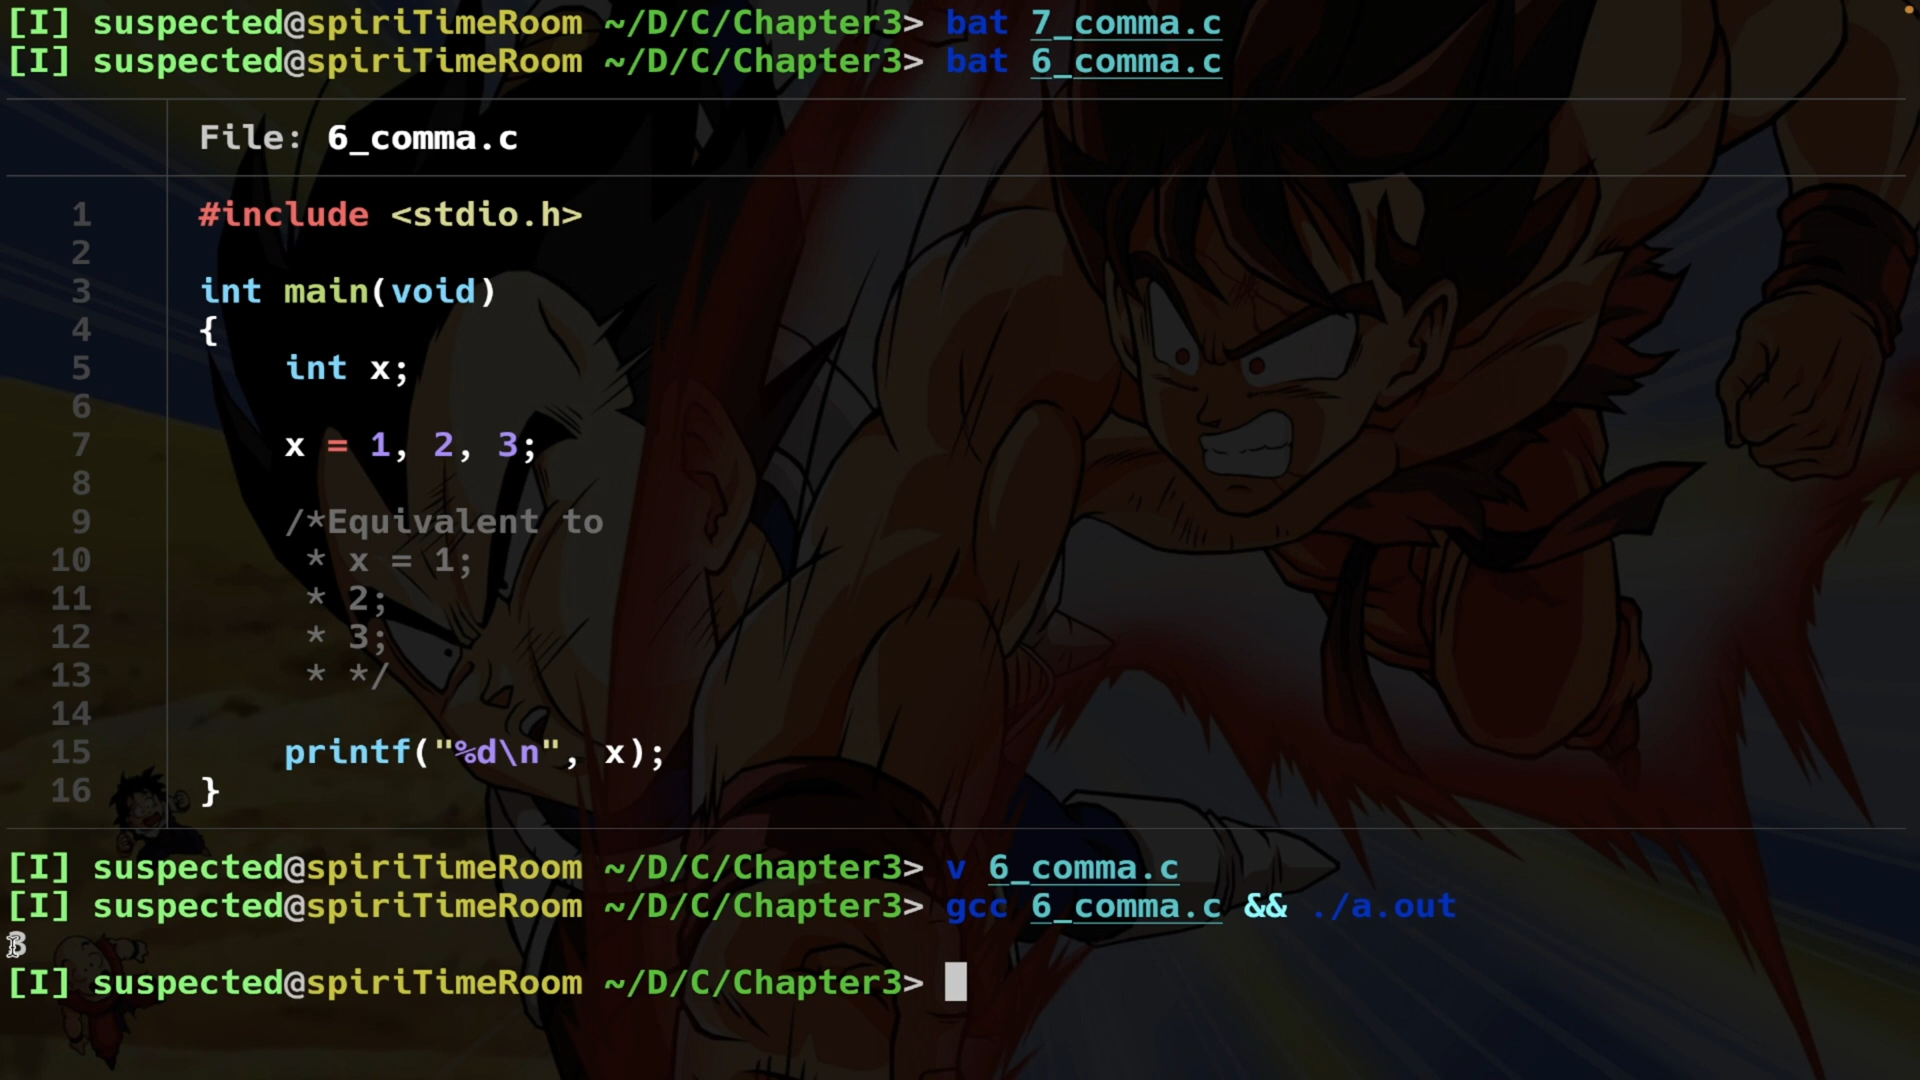 [I] suspected@spiriTimeRoom ~/D/C/Chapter3> bat 7_comma.c
[I] suspected@spiriTimeRoom ~/D/C/Chapter3> bat 6_comma.c
File: 6_comma.c
1 #include <stdio.h>
2
3 int main(void)
4 {
5 int x;
6
7 x = 1, 2, 3;
8
9 /*Equivalent to
10 * x = 1;
11 * 2;
12 * 3;
13 * */
14
15 printf("%d\n", x);
16 }
[I] suspected@spiriTimeRoom ~/D/C/Chapter3> v 6_comma.c
[I] suspected@spiriTimeRoom ~/D/C/Chapter3> gcc 6_comma.c && ./a.out
3
[I] suspected@spiriTimeRoom ~/D/C/Chapter3>